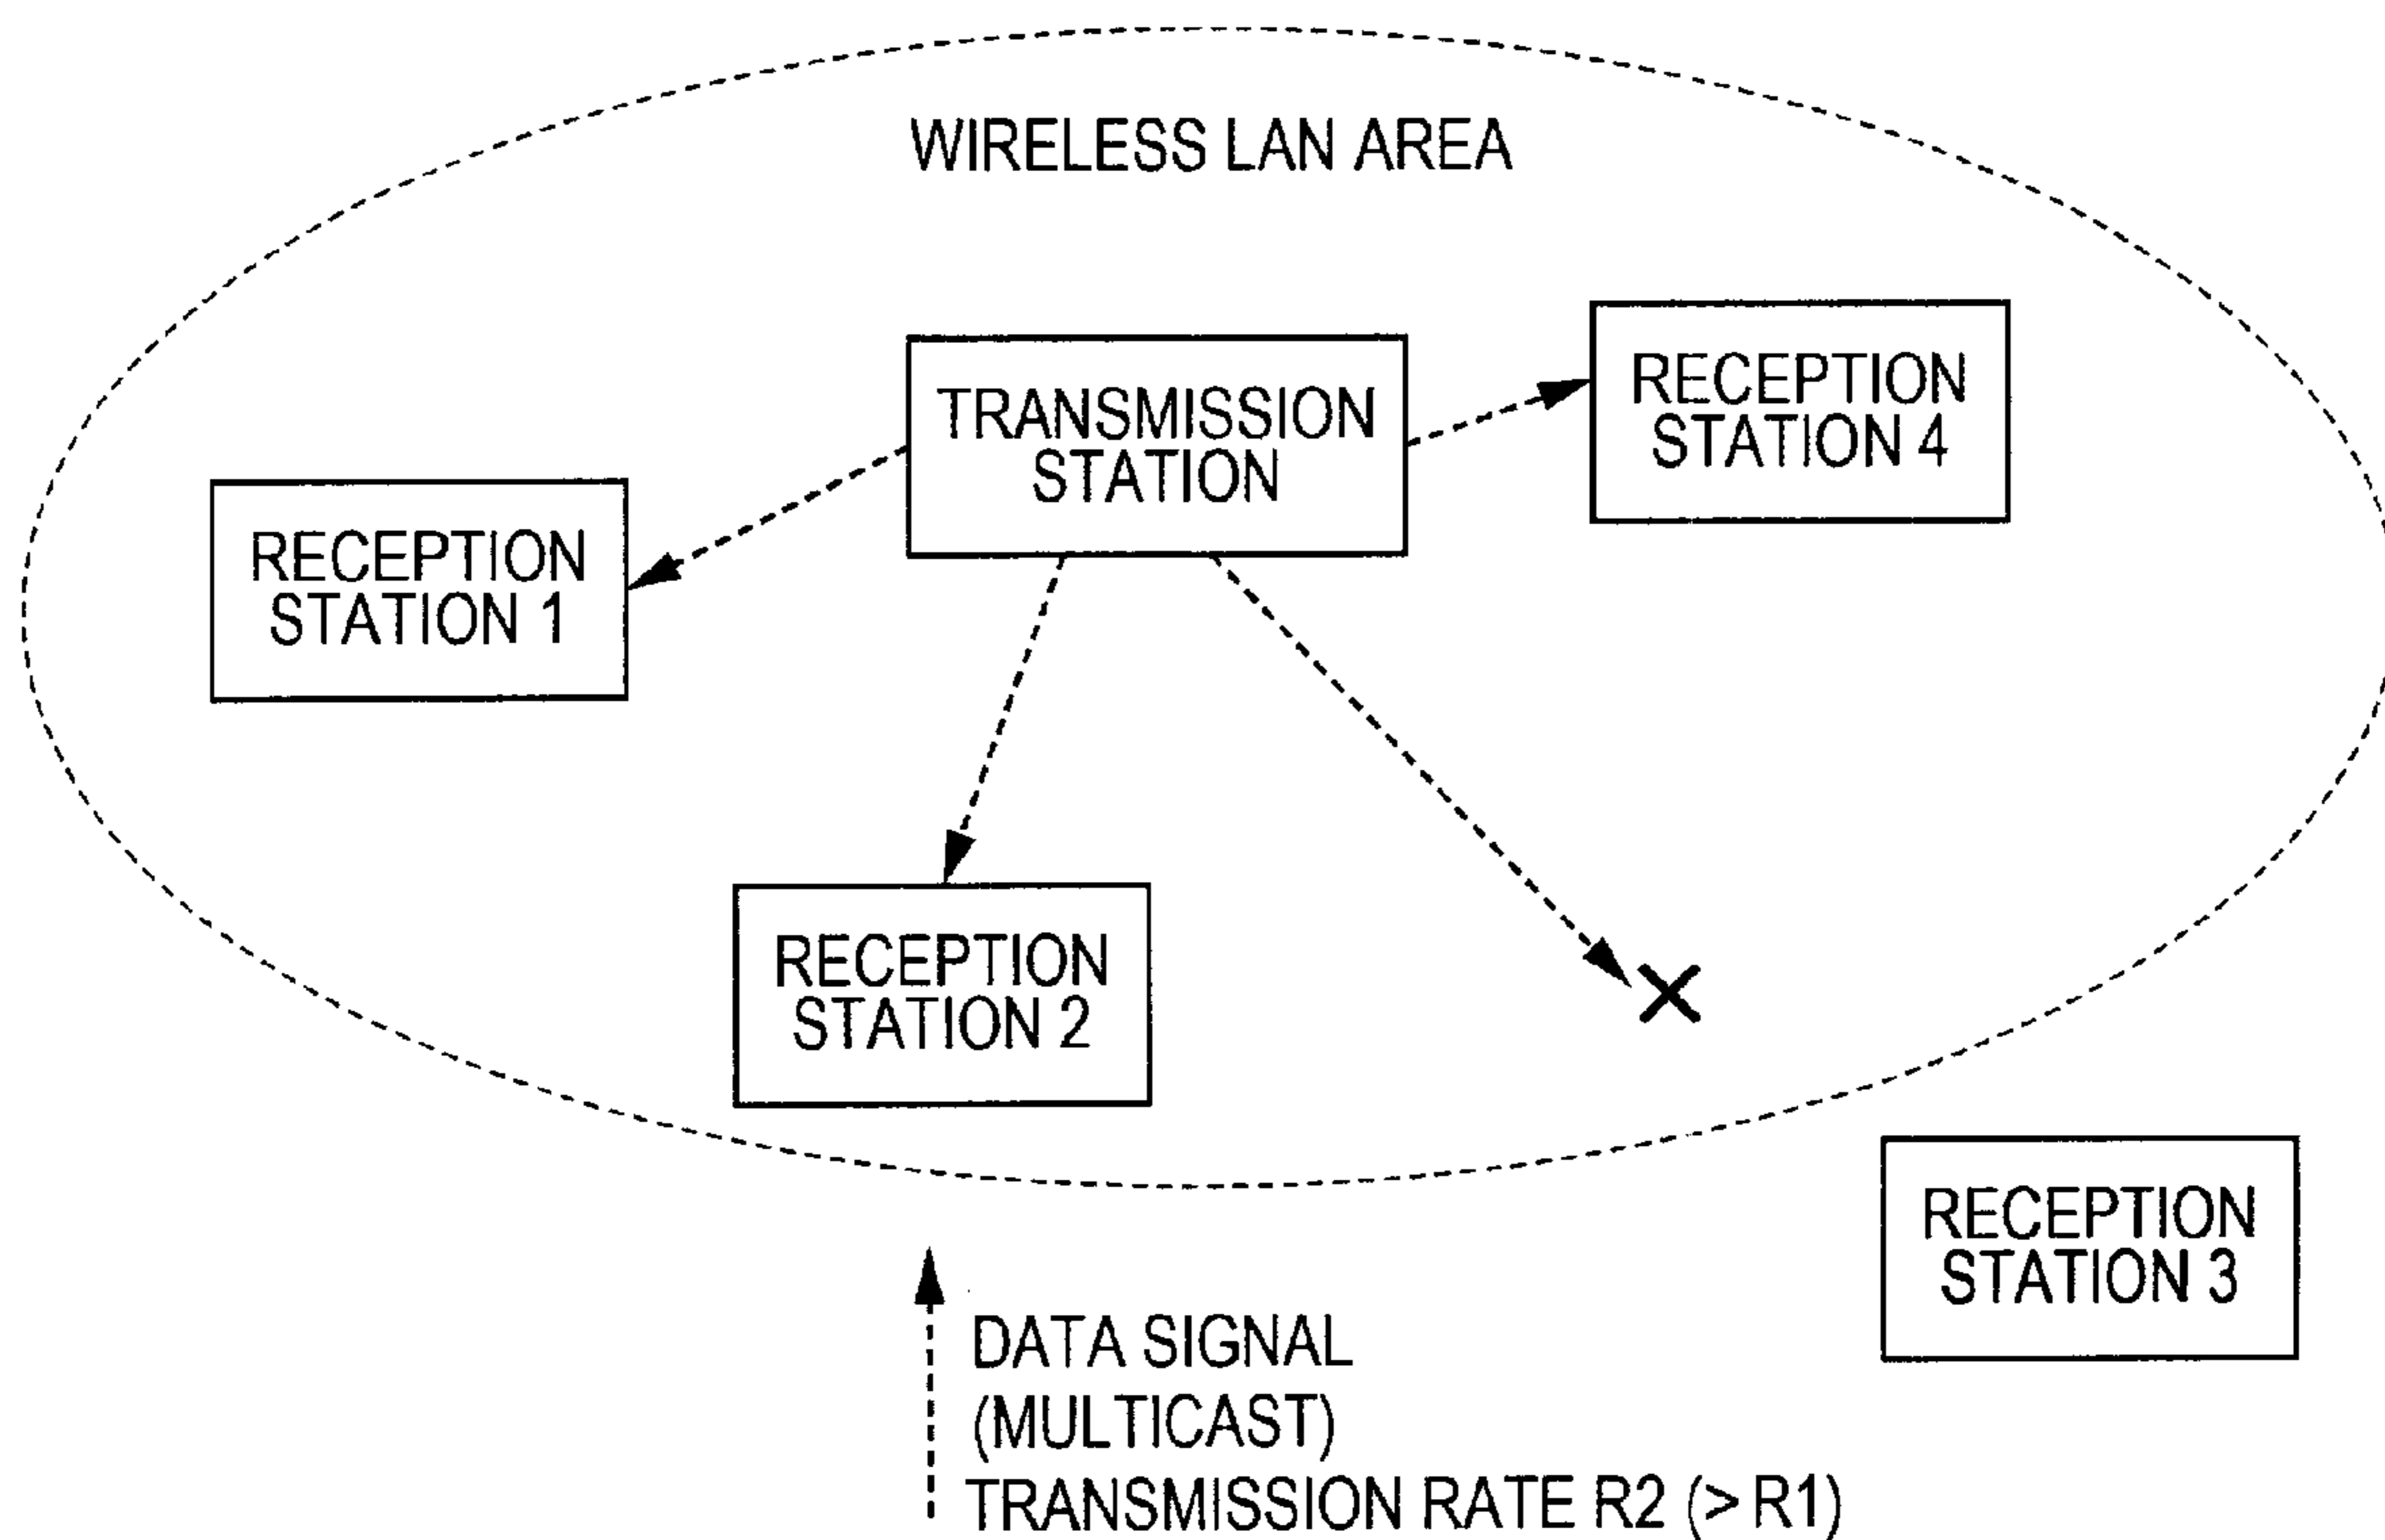 WIRELESS LAN AREA
TRANSMISSION
STATION
RECEPTION
STATION 4
RECEPTION
STATION 1
RECEPTION
STATION 2
RECEPTION
STATION 3
DATA SIGNAL
(MULTICAST)
TRANSMISSION RATE R2 (> R1)